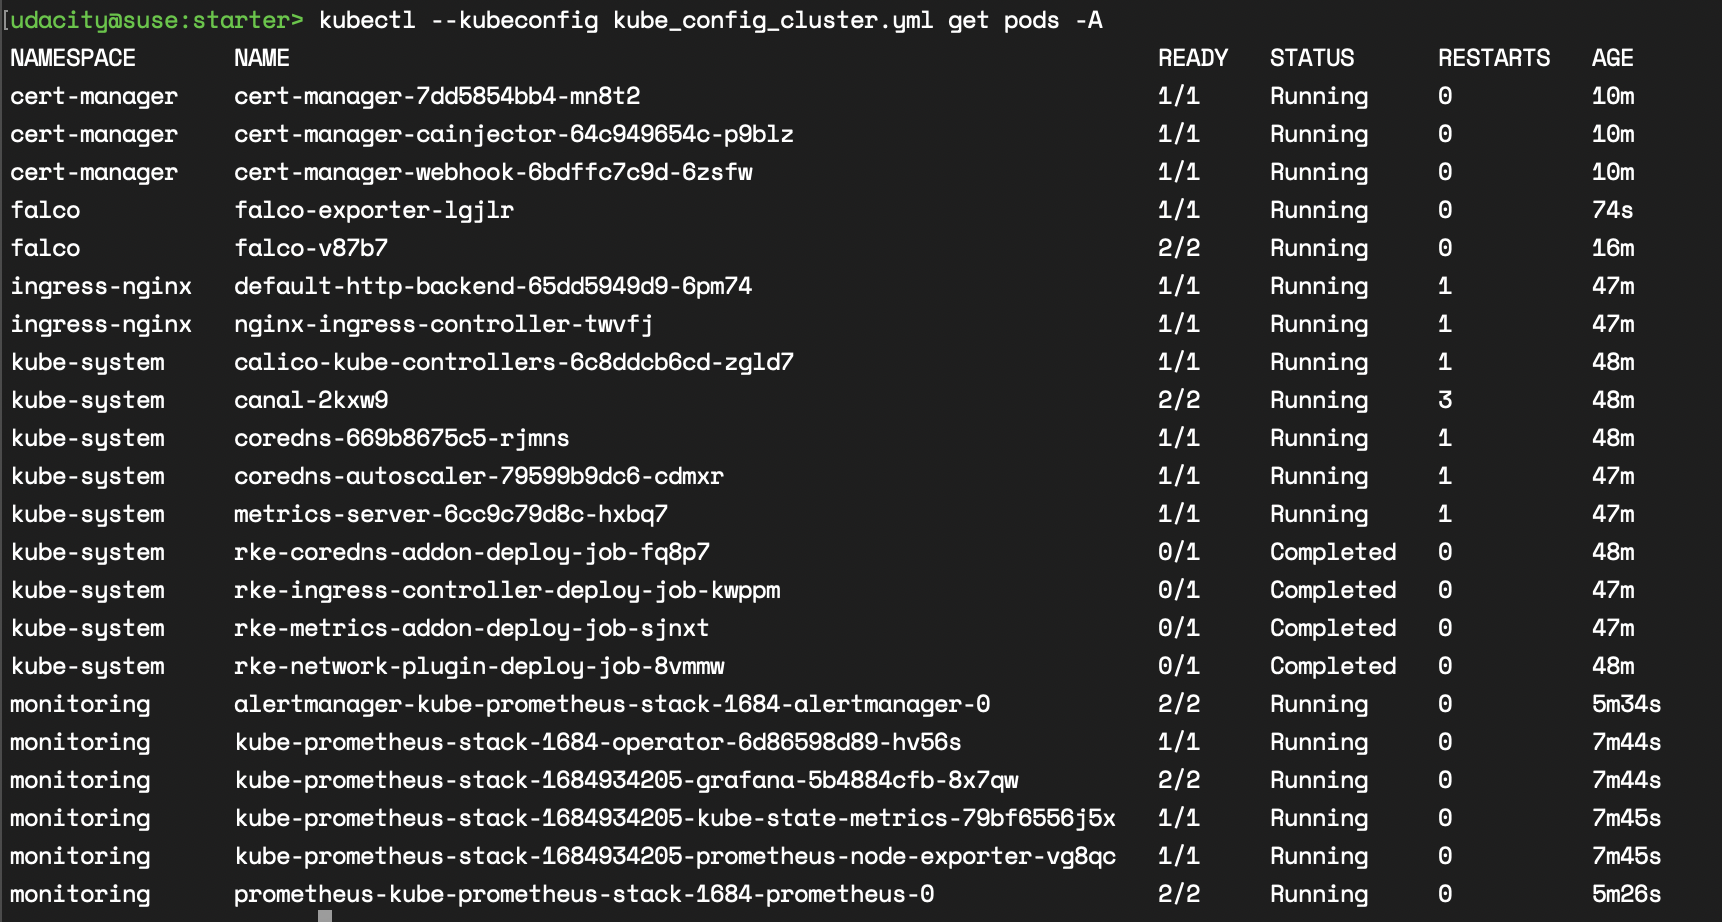 [udacity@suse:starter> kubectl --kubeconfig kube_config_cluster.yml get pods -A
NAMESPACE NAME READY STATUS RESTARTS AGE
cert-manager cert-manager-7dd5854bb4-mn8t2 1/1 Running 0 10m
cert-manager cert-manager-cainjector-64c949654c-p9blz 1/1 Running 0 10m
cert-manager cert-manager-webhook-6bdffc7c9d-6zsfw 1/1 Running 0 10m
falco falco-exporter-lgjlr 1/1 Running 0 74s
falco falco-v87b7 2/2 Running 0 16m
ingress-nginx default-http-backend-65dd5949d9-6pm74 1/1 Running 1 47m
ingress-nginx nginx-ingress-controller-twvfj 1/1 Running 1 47m
kube-system calico-kube-controllers-6c8ddcb6cd-zgld7 1/1 Running 1 48m
kube-system canal-2kxw9 2/2 Running 3 48m
kube-system coredns-669b8675c5-rjmns 1/1 Running 1 48m
kube-system coredns-autoscaler-79599b9dc6-cdmxr 1/1 Running 1 47m
kube-system metrics-server-6cc9c79d8c-hxbq7 1/1 Running 1 47m
kube-system rke-coredns-addon-deploy-job-fq8p7 0/1 Completed 0 48m
kube-system rke-ingress-controller-deploy-job-kwppm 0/1 Completed 0 47m
kube-system rke-metrics-addon-deploy-job-sjnxt 0/1 Completed 0 47m
kube-system rke-network-plugin-deploy-job-8vmmw 0/1 Completed 0 48m
monitoring alertmanager-kube-prometheus-stack-1684-alertmanager-0 2/2 Running 0 5m34s
monitoring kube-prometheus-stack-1684-operator-6d86598d89-hv56s 1/1 Running 0 7m44s
monitoring kube-prometheus-stack-1684934205-grafana-5b4884cfb-8x7qw 2/2 Running 0 7m44s
monitoring kube-prometheus-stack-1684934205-kube-state-metrics-79bf6556j5x 1/1 Running 0 7m45s
monitoring kube-prometheus-stack-1684934205-prometheus-node-exporter-vg8qc 1/1 Running 0 7m45s
monitoring prometheus-kube-prometheus-stack-1684-prometheus-0 2/2 Running 0 5m26s